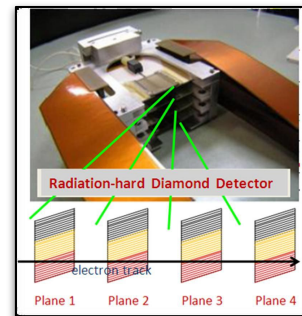 Radiation-hard Diamond Detector
electron track
Plane 1 Plane 2 Plane 3 Plane 4